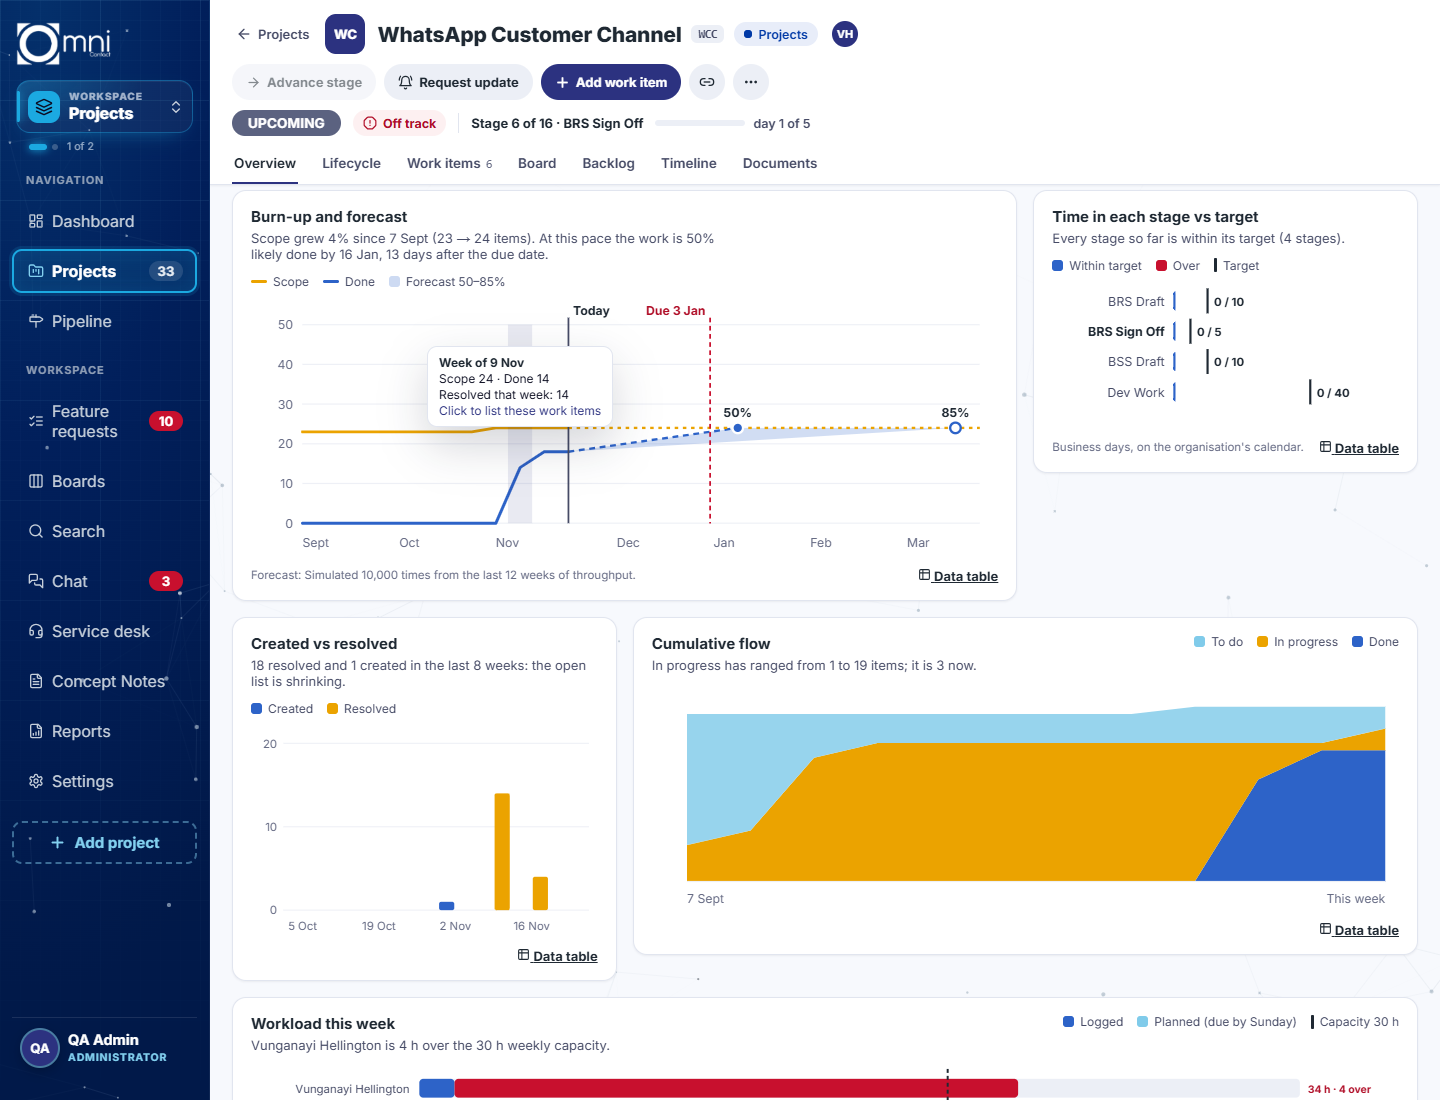 Omni
Contact
WORKSPACE
Projects
1 of 2
NAVIGATION
Dashboard
Projects 33
Pipeline
WORKSPACE
Feature requests 10
Boards
Search
Chat 3
Service desk
Concept Notes
Reports
Settings
+ Add project
QA
QA Admin
ADMINISTRATOR
← Projects
WC
WhatsApp Customer Channel
WCC
Projects
VH
→ Advance stage
Request update
+ Add work item
UPCOMING
Off track
Stage 6 of 16 · BRS Sign Off
day 1 of 5
Overview
Lifecycle
Work items 6
Board
Backlog
Timeline
Documents
Burn-up and forecast
Scope grew 4% since 7 Sept (23 → 24 items). At this pace the work is 50%
likely done by 16 Jan, 13 days after the due date.
Scope
Done
Forecast 50–85%
Today
Due 3 Jan
50
40
30
20
10
0
Week of 9 Nov
Scope 24 · Done 14
Resolved that week: 14
Click to list these work items
50%
85%
Sept
Oct
Nov
Dec
Jan
Feb
Mar
Forecast: Simulated 10,000 times from the last 12 weeks of throughput.
Data table
Time in each stage vs target
Every stage so far is within its target (4 stages).
Within target
Over
Target
BRS Draft 0 / 10
BRS Sign Off 0 / 5
BSS Draft 0 / 10
Dev Work 0 / 40
Business days, on the organisation's calendar.
Data table
Created vs resolved
18 resolved and 1 created in the last 8 weeks: the open
list is shrinking.
Created
Resolved
20
10
0
5 Oct
19 Oct
2 Nov
16 Nov
Data table
Cumulative flow
In progress has ranged from 1 to 19 items; it is 3 now.
To do
In progress
Done
7 Sept
This week
Data table
Workload this week
Vunganayi Hellington is 4 h over the 30 h weekly capacity.
Logged
Planned (due by Sunday)
Capacity 30 h
Vunganayi Hellington
34 h · 4 over